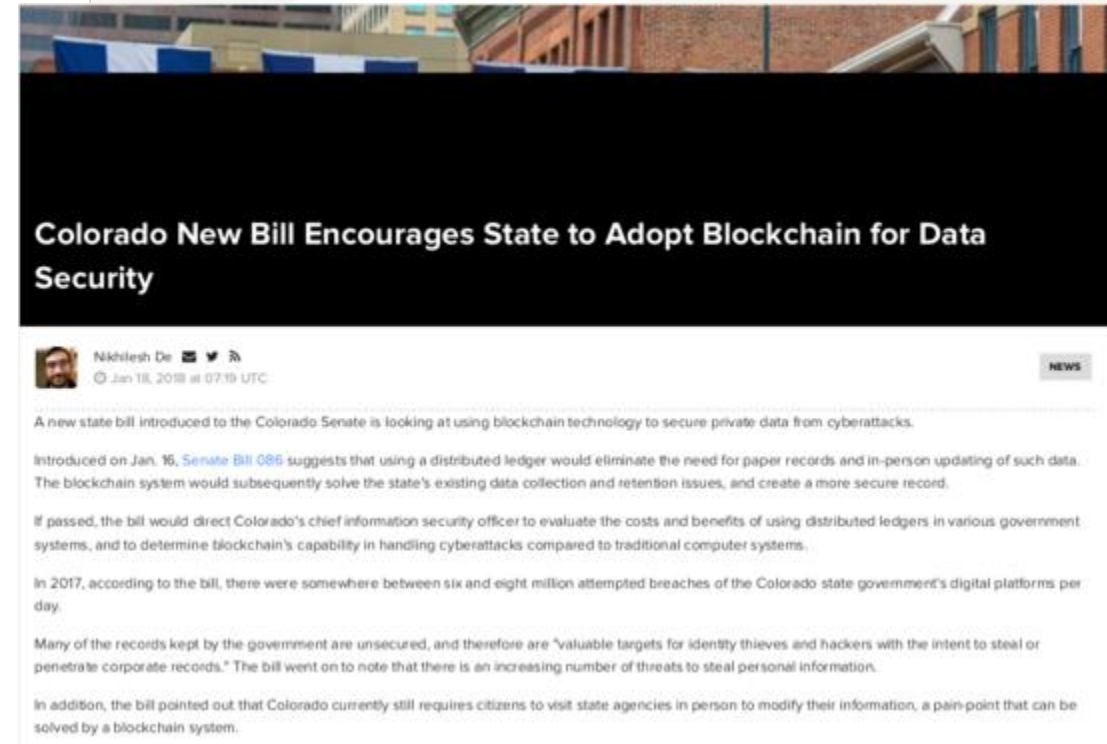 Colorado New Bill Encourages State to Adopt Blockchain for Data
Security
Nikhilesh De
Jan 18, 2018 at 07:19 UTC
NEWS
A new state bill introduced to the Colorado Senate is looking at using blockchain technology to secure private data from cyberattacks.
Introduced on Jan. 16, Senate Bill 086 suggests that using a distributed ledger would eliminate the need for paper records and in-person updating of such data.
The blockchain system would subsequently solve the state's existing data collection and retention issues, and create a more secure record.
If passed, the bill would direct Colorado's chief information security officer to evaluate the costs and benefits of using distributed ledgers in various government
systems, and to determine blockchain's capability in handling cyberattacks compared to traditional computer systems.
In 2017, according to the bill, there were somewhere between six and eight million attempted breaches of the Colorado state government's digital platforms per
day.
Many of the records kept by the government are unsecured, and therefore are "valuable targets for identity thieves and hackers with the intent to steal or
penetrate corporate records." The bill went on to note that there is an increasing number of threats to steal personal information.
In addition, the bill pointed out that Colorado currently still requires citizens to visit state agencies in person to modify their information, a pain-point that can be
solved by a blockchain system.